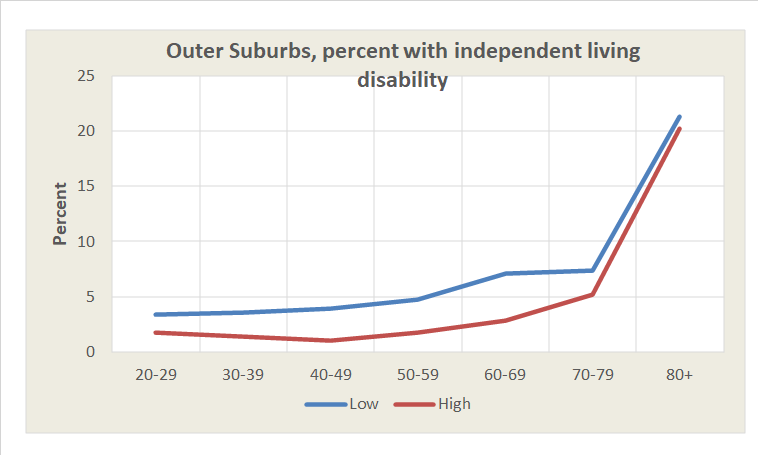 Outer Suburbs, percent with independent living
disability
25
20
15
10
5
0
Percent
20-29 30-39 40-49 50-59 60-69 70-79 80+
Low High